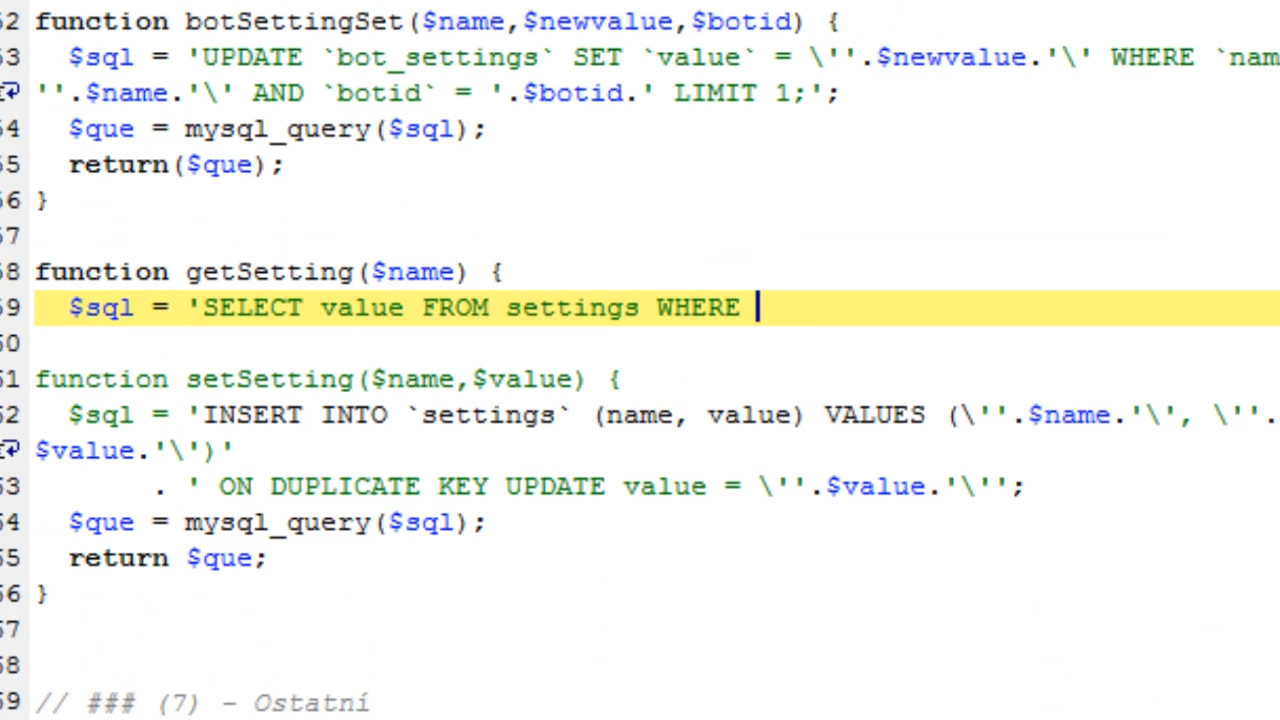 52 function botSettingSet($name,$newvalue,$botid) {
53   $sql = 'UPDATE `bot_settings` SET `value` = \''.$newvalue.'\' WHERE `nam
''.$name.'\' AND `botid` = '.$botid.' LIMIT 1;';
54   $que = mysql_query($sql);
55   return($que);
56 }
57
58 function getSetting($name) {
59   $sql = 'SELECT value FROM settings WHERE
60
61 function setSetting($name,$value) {
62   $sql = 'INSERT INTO `settings` (name, value) VALUES (\''.$name.'\', \''.
$value.'\')'
63        . ' ON DUPLICATE KEY UPDATE value = \''.$value.'\'';
64   $que = mysql_query($sql);
65   return $que;
66 }
67
68
69 // ### (7) - Ostatní